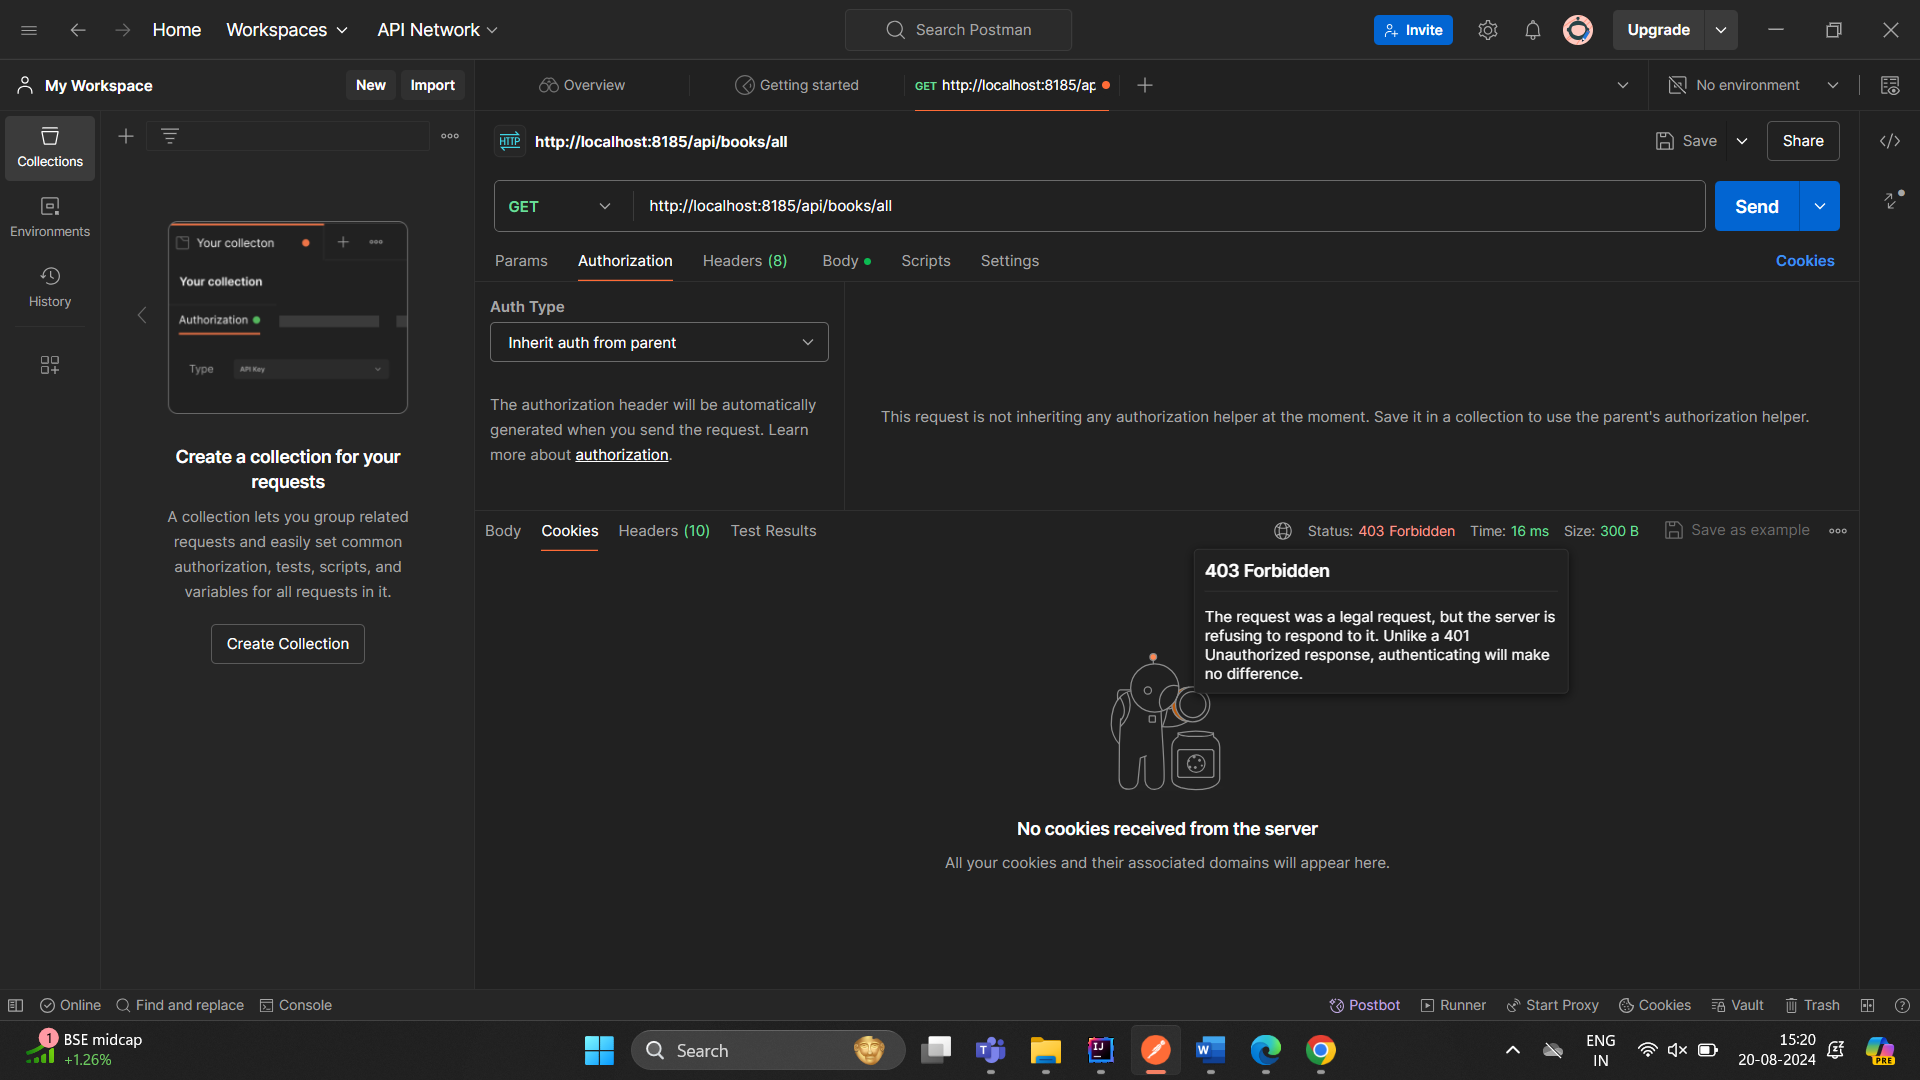 Home
Workspaces
API Network
Search Postman
Invite
Upgrade
My Workspace
New
Import
Overview
Getting started
GET http://localhost:8185/ap
No environment
Collections
Environments
History
http://localhost:8185/api/books/all
Save
Share
GET
http://localhost:8185/api/books/all
Send
Params
Authorization
Headers (8)
Body
Scripts
Settings
Cookies
Your collecton
Your collection
Authorization
Type
API Key
Create a collection for your
requests
A collection lets you group related
requests and easily set common
authorization, tests, scripts, and
variables for all requests in it.
Create Collection
Auth Type
Inherit auth from parent
The authorization header will be automatically
generated when you send the request. Learn
more about authorization.
This request is not inheriting any authorization helper at the moment. Save it in a collection to use the parent's authorization helper.
Body
Cookies
Headers (10)
Test Results
Status: 403 Forbidden
Time: 16 ms
Size: 300 B
Save as example
403 Forbidden
The request was a legal request, but the server is
refusing to respond to it. Unlike a 401
Unauthorized response, authenticating will make
no difference.
No cookies received from the server
All your cookies and their associated domains will appear here.
Online
Find and replace
Console
Postbot
Runner
Start Proxy
Cookies
Vault
Trash
1
BSE midcap
+1.26%
Search
ENG
IN
15:20
20-08-2024
PRE